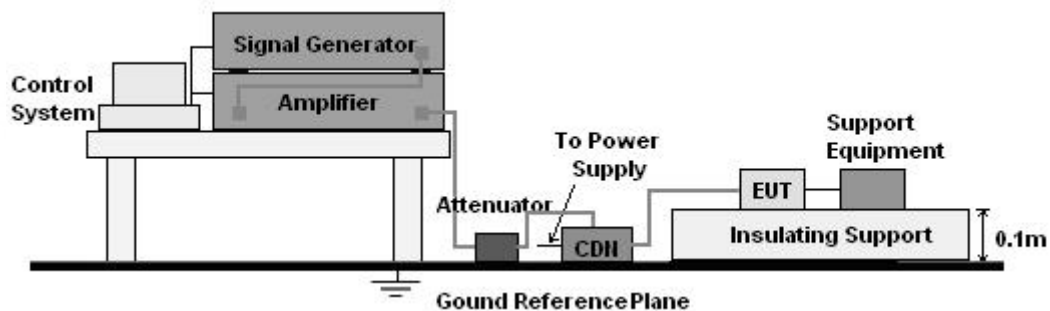 Signal Generator
Control
System
Amplifier
To Power
Supply
Support
Equipment
Attenuator
EUT
CDN
Insulating Support
0.1m
Gound Reference Plane